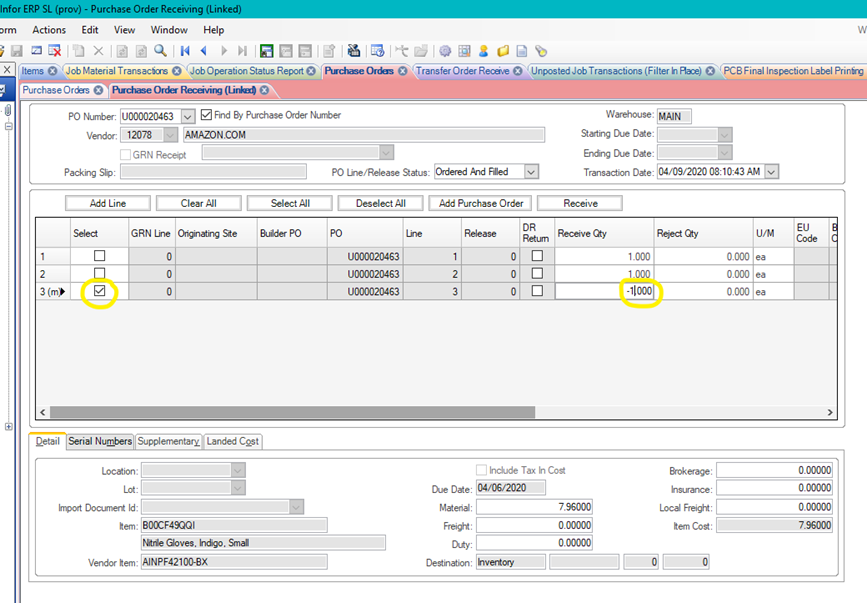 Infor ERP SL (prov) - Purchase Order Receiving (Linked)
orm Actions Edit View Window Help
Items Job Material Transactions Job Operation Status Report Purchase Orders Transfer Order Receive Unposted Job Transactions (Filter In Place) PCB Final Inspection Label Printing
Purchase Orders Purchase Order Receiving (Linked)
PO Number: U000020463 Find By Purchase Order Number Warehouse: MAIN
Vendor: 12078 AMAZON.COM Starting Due Date:
GRN Receipt Ending Due Date:
Packing Slip: PO Line/Release Status: Ordered And Filled Transaction Date: 04/09/2020 08:10:43 AM
Add Line Clear All Select All Deselect All Add Purchase Order Receive
Select GRN Line Originating Site Builder PO PO Line Release DR Return Receive Qty Reject Qty U/M EU Code
1 0 U000020463 1 0 1.000 0.000 ea
2 0 U000020463 2 0 1.000 0.000 ea
3 (m) 0 U000020463 3 0 -1.000 0.000 ea
Detail Serial Numbers Supplementary Landed Cost
Location: Include Tax In Cost Brokerage: 0.00000
Lot: Due Date: 04/06/2020 Insurance: 0.00000
Import Document Id: Material: 7.96000 Local Freight: 0.00000
Item: B00CF49QQI Freight: 0.00000 Item Cost: 7.96000
Nitrile Gloves, Indigo, Small Duty: 0.00000
Vendor Item: AINPF42100-BX Destination: Inventory 0 0